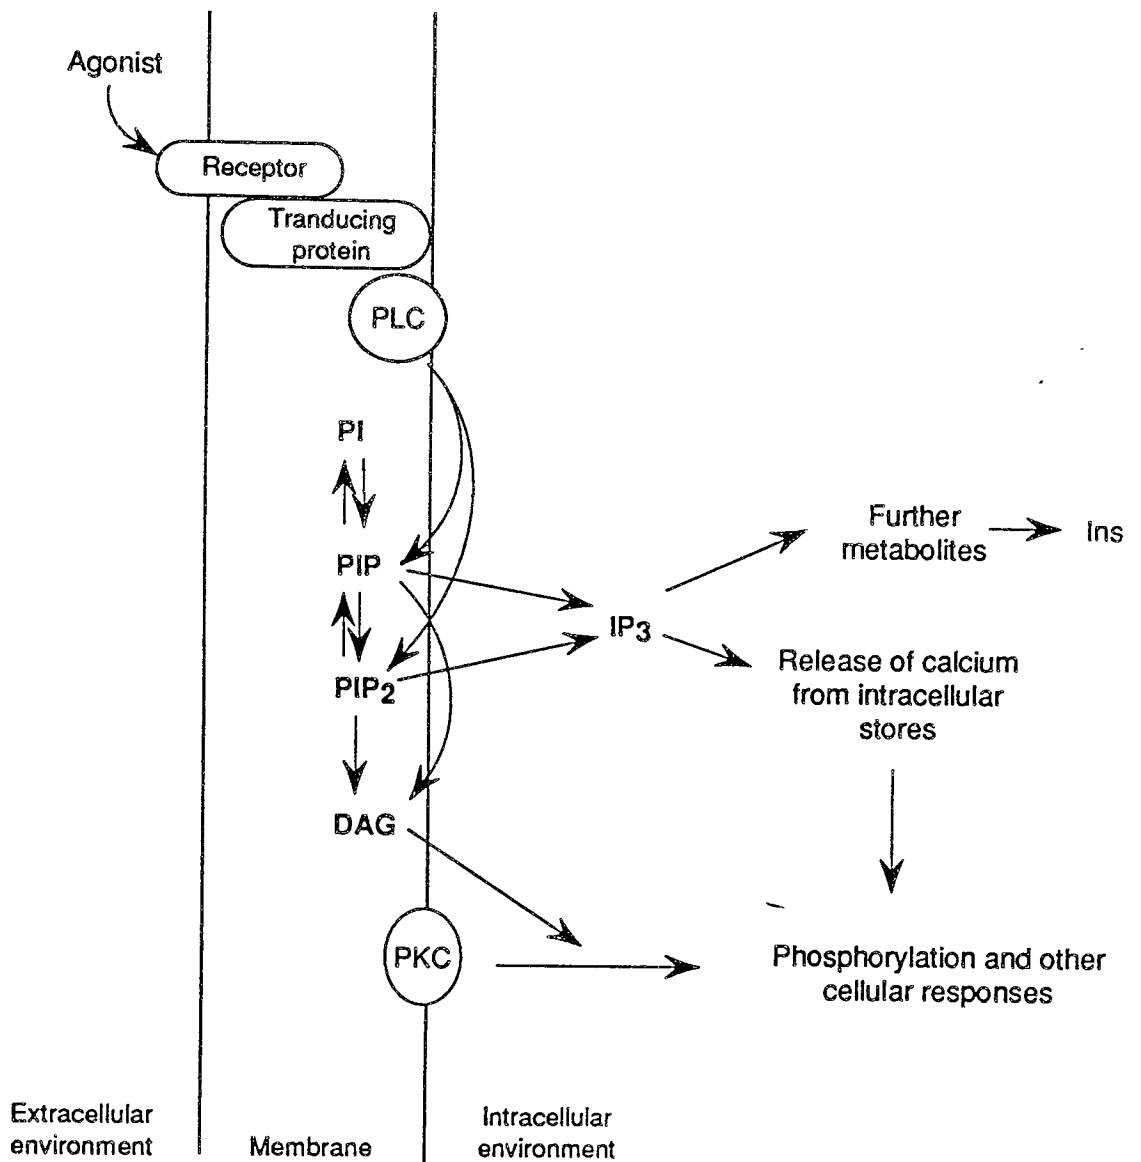 Agonist
Receptor
Tranducing
protein
PLC
PI
PIP
PIP2
DAG
PKC
IP3
Further
metabolites
Ins
Release of calcium
from intracellular
stores
Phosphorylation and other
cellular responses
Extracellular
environment
Membrane
Intracellular
environment